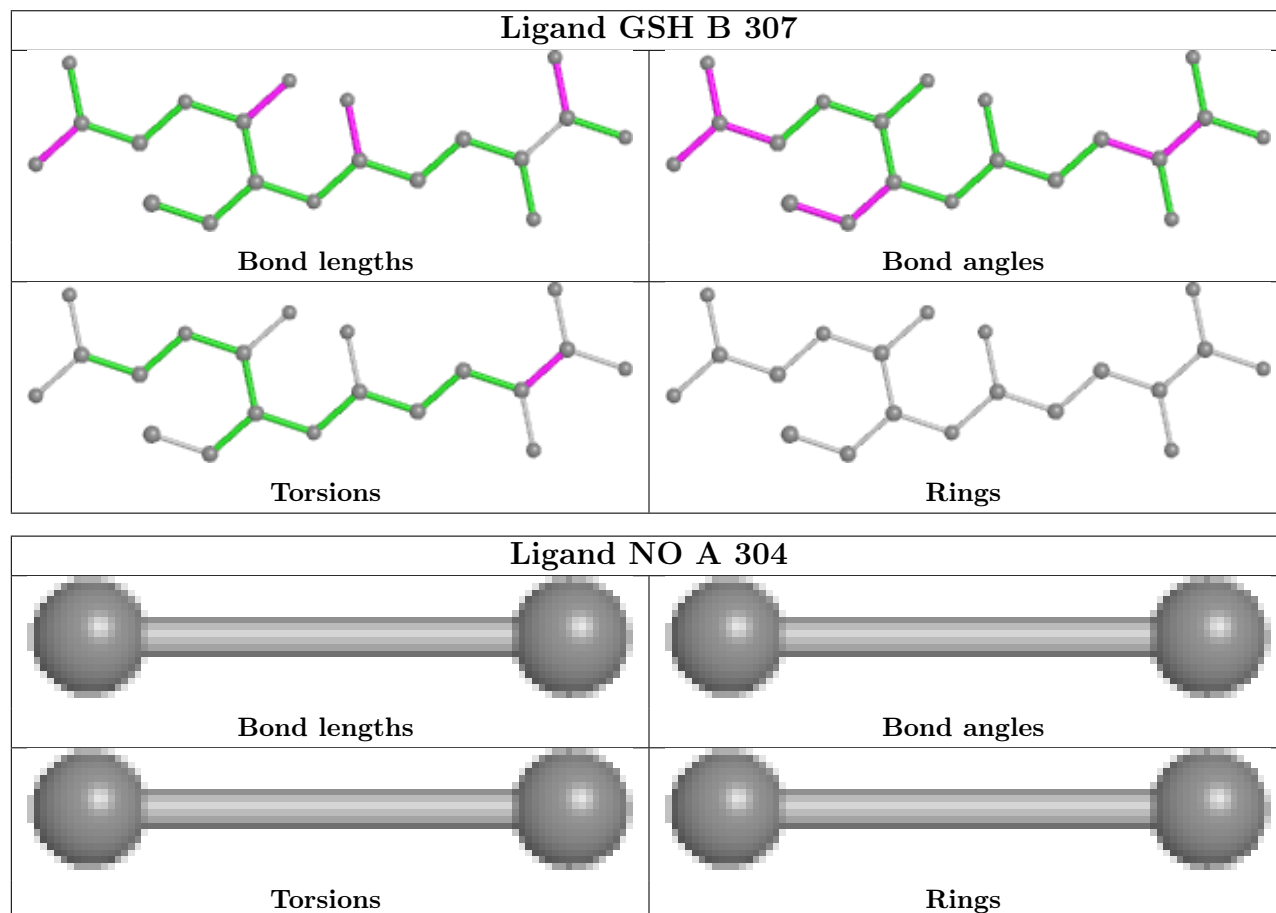 Ligand GSH B 307
Bond lengths
Bond angles
Torsions
Rings
Ligand NO A 304
Bond lengths
Bond angles
Torsions
Rings